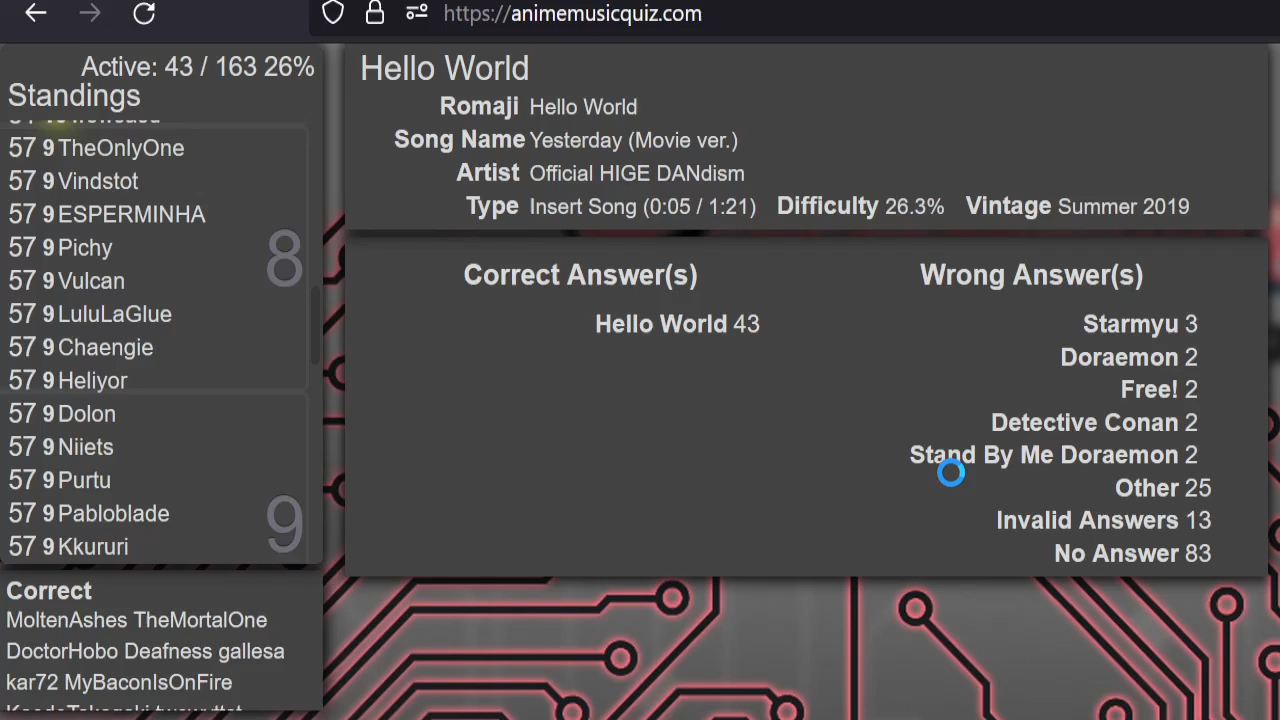 https://animemusicquiz.com
Active: 43 / 163 26%
Standings
57 9 TheOnlyOne
57 9 Vindstot
57 9 ESPERMINHA
57 9 Pichy
57 9 Vulcan
57 9 LuluLaGlue
57 9 Chaengie
57 9 Heliyor
8
57 9 Dolon
57 9 Niiets
57 9 Purtu
57 9 Pabloblade
57 9 Kkururi
9
Correct
MoltenAshes TheMortalOne
DoctorHobo Deafness gallesa
kar72 MyBaconIsOnFire
Hello World
Romaji Hello World
Song Name Yesterday (Movie ver.)
Artist Official HIGE DANdism
Type Insert Song (0:05 / 1:21) Difficulty 26.3% Vintage Summer 2019
Correct Answer(s)
Hello World 43
Wrong Answer(s)
Starmyu 3
Doraemon 2
Free! 2
Detective Conan 2
Stand By Me Doraemon 2
Other 25
Invalid Answers 13
No Answer 83